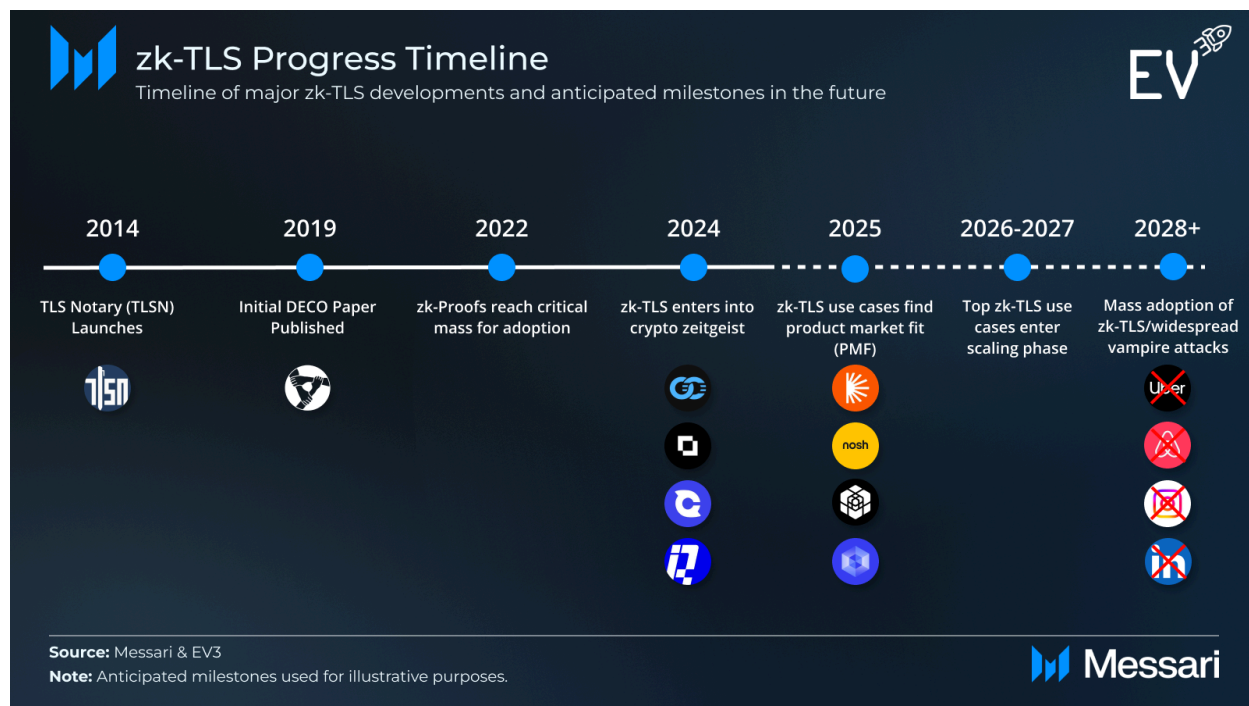 zk-TLS Progress Timeline
EV
Timeline of major zk-TLS developments and anticipated milestones in the future
2014
2019
2022
2024
2025
2026-2027
2028+
TLS Notary (TLSN)
Launches
Initial DECO Paper
Published
zk-Proofs reach critical
mass for adoption
zk-TLS enters into
crypto zeitgeist
zk-TLS use cases find
product market fit
(PMF)
Top zk-TLS use
cases enter
scaling phase
Mass adoption of
zk-TLS/widespread
vampire attacks
tlsn
nosh
Uber
in
Source: Messari & EV3
Note: Anticipated milestones used for illustrative purposes.
Messari